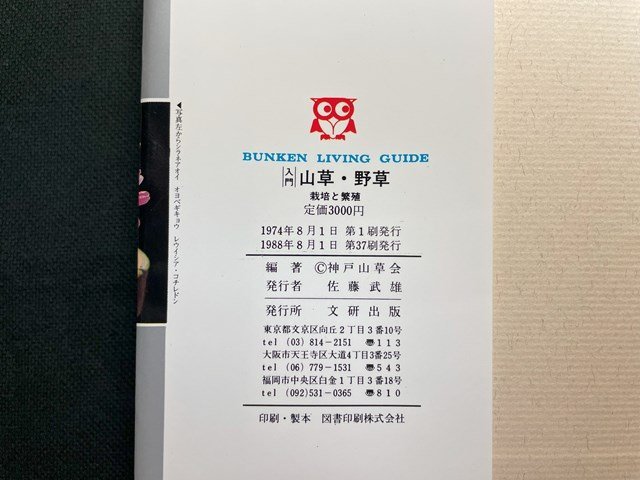 BUNKEN LIVING GUIDE
入門 山草・野草
栽培と繁殖
定価3000円
1974年8月1日 第1刷発行
1988年8月1日 第37刷発行
編 著 ©神戸山草会
発行者 佐藤武雄
発行所 文研出版
東京都文京区向丘2丁目3番10号
tel (03) 814-2151 〠113
大阪市天王寺区大道4丁目3番25号
tel (06) 779-1531 〠543
福岡市中央区白金1丁目3番18号
tel (092)531-0365 〠810
印刷・製本 図書印刷株式会社
◀写真左からシラネアオイ オヨベギキョウ レウイシア・コチレドン